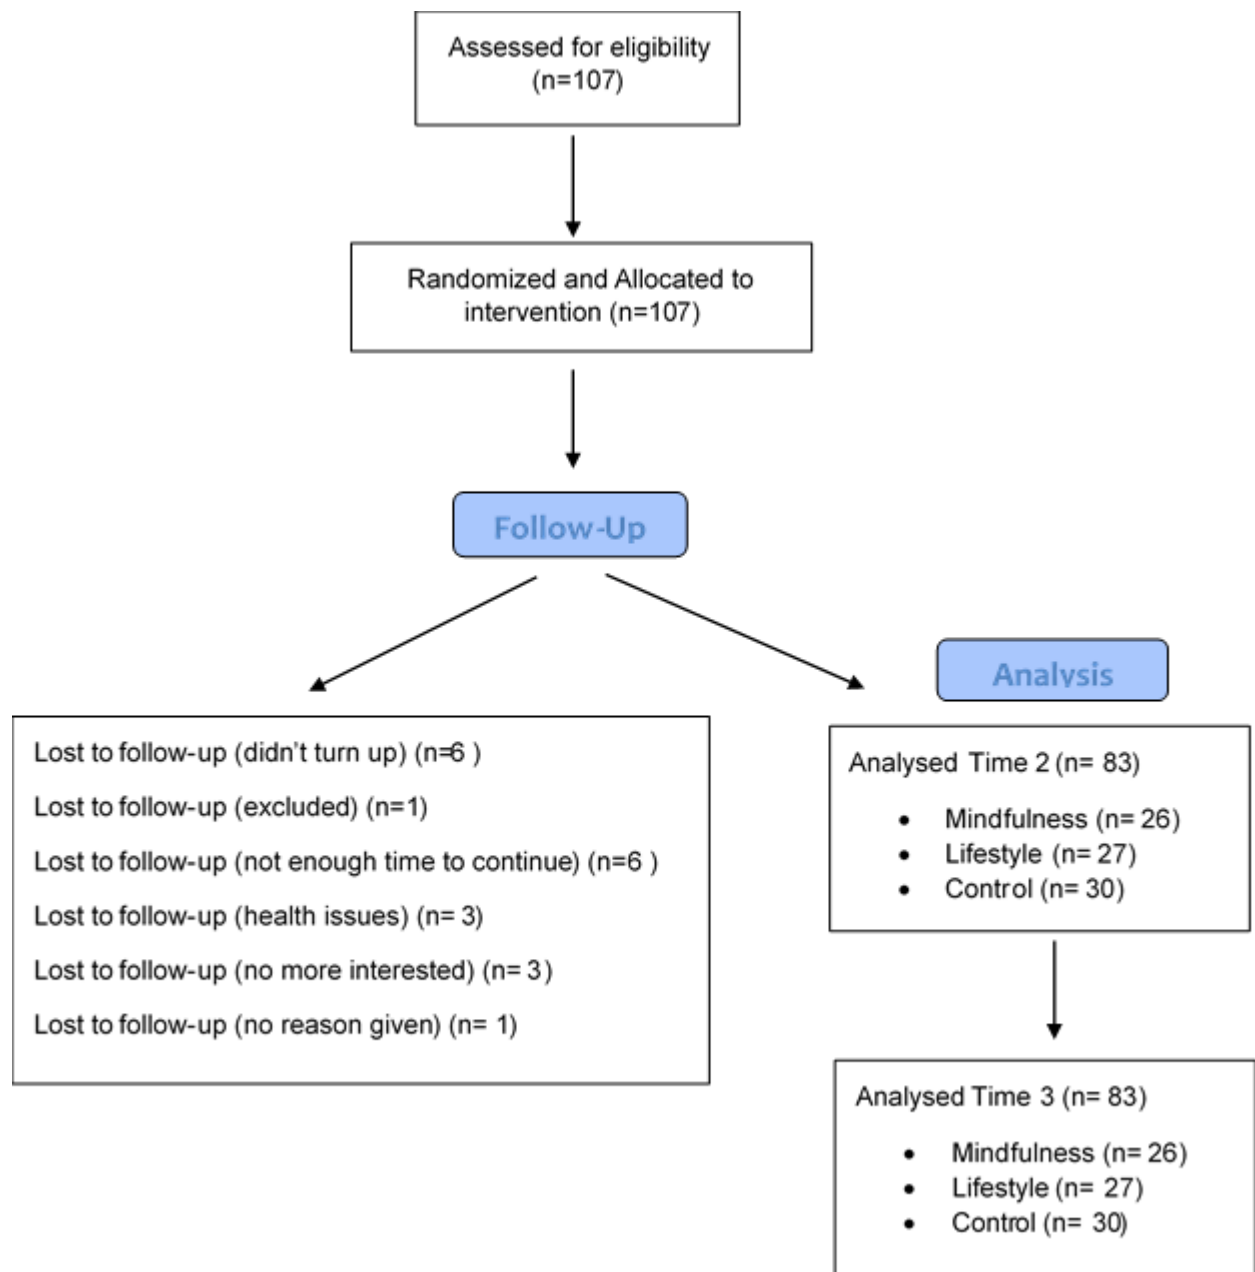 Assessed for eligibility
(n=107)
Randomized and Allocated to
intervention (n=107)
Follow-Up
Lost to follow-up (didn't turn up) (n=6 )
Lost to follow-up (excluded) (n=1)
Lost to follow-up (not enough time to continue) (n=6 )
Lost to follow-up (health issues) (n= 3)
Lost to follow-up (no more interested) (n= 3)
Lost to follow-up (no reason given) (n= 1)
Analysis
Analysed Time 2 (n= 83)
• Mindfulness (n= 26)
• Lifestyle (n= 27)
• Control (n= 30)
Analysed Time 3 (n= 83)
• Mindfulness (n= 26)
• Lifestyle (n= 27)
• Control (n= 30)